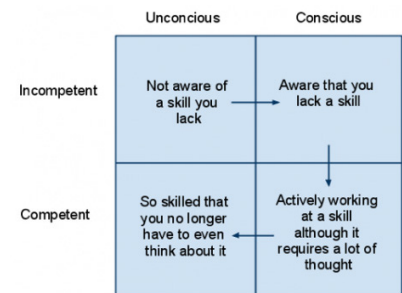 Unconcious
Conscious
Incompetent
Not aware of
a skill you
lack
Aware that you
lack a skill
Competent
So skilled that
you no longer
have to even
think about it
Actively working
at a skill
although it
requires a lot of
thought